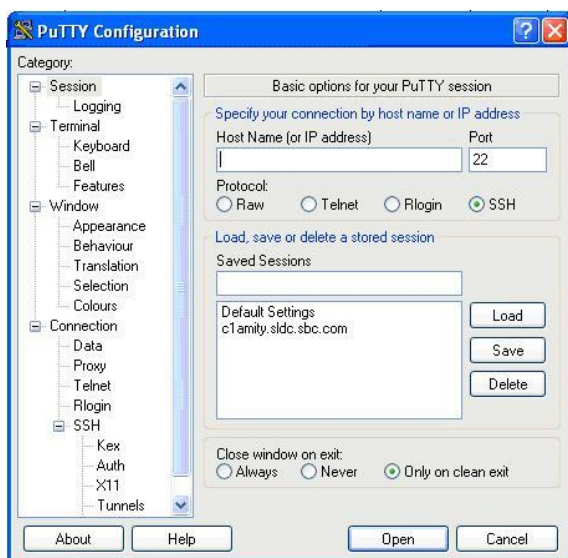 PuTTY Configuration
Category:
Session
Logging
Terminal
Keyboard
Bell
Features
Window
Appearance
Behaviour
Translation
Selection
Colours
Connection
Data
Proxy
Telnet
Rlogin
SSH
Kex
Auth
X11
Tunnels
Basic options for your PuTTY session
Specify your connection by host name or IP address
Host Name (or IP address) Port
22
Protocol:
Raw Telnet Rlogin SSH
Load, save or delete a stored session
Saved Sessions
Default Settings
c1amity.sldc.sbc.com
Load
Save
Delete
Close window on exit:
Always Never Only on clean exit
About Help Open Cancel